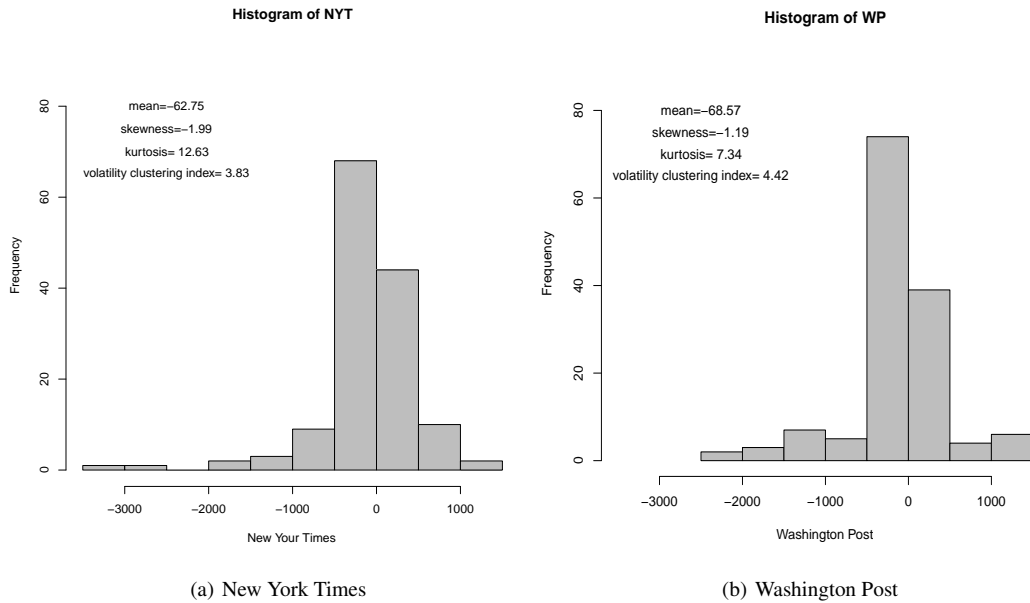 Histogram of NYT
mean=−62.75
skewness=−1.99
kurtosis= 12.63
volatility clustering index= 3.83
80
60
40
20
0
Frequency
−3000
−2000
−1000
0
1000
New Your Times
(a) New York Times
Histogram of WP
mean=−68.57
skewness=−1.19
kurtosis= 7.34
volatility clustering index= 4.42
80
60
40
20
0
Frequency
−3000
−2000
−1000
0
1000
Washington Post
(b) Washington Post